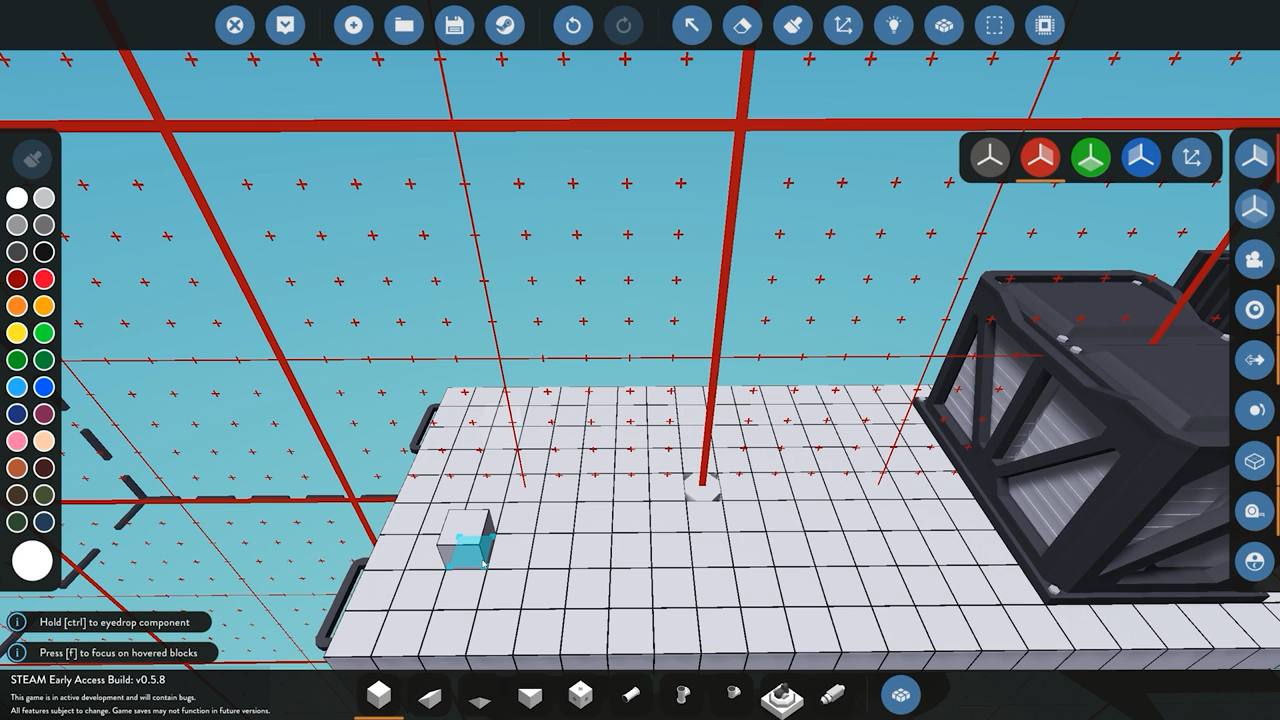 Hold [ctrl] to eyedrop component
Press [f] to focus on hovered blocks
STEAM Early Access Build: v0.5.8
This game is in active development and will contain bugs.
All features subject to change. Game saves may not function in future versions.